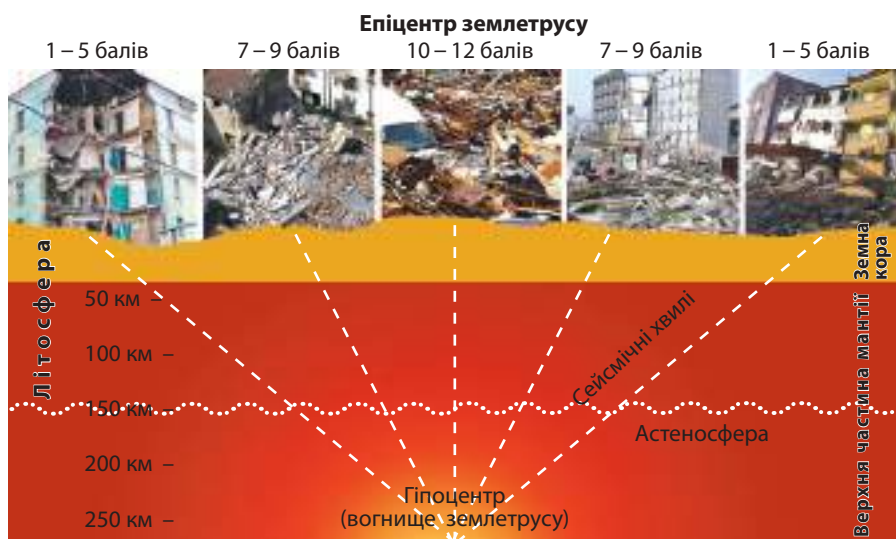 Епіцентр землетрусу
1 – 5 балів
7 – 9 балів
10 – 12 балів
7 – 9 балів
1 – 5 балів
Літосфера
Земна
кора
50 км –
100 км –
Сейсмічні хвилі
150 км –
Астеносфера
Верхня частина мантії
200 км –
Гіпоцентр
(вогнище землетрусу)
250 км